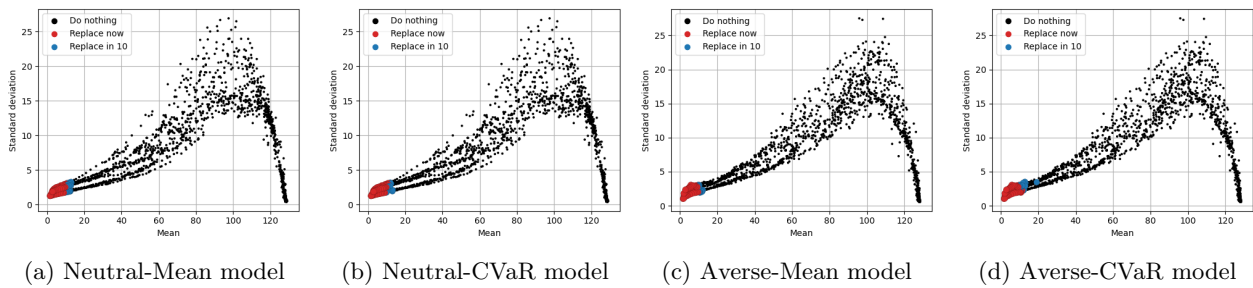 Do nothing
Replace now
Replace in 10
Standard deviation
25
20
15
10
5
0
0 20 40 60 80 100 120
Mean
(a) Neutral-Mean model
Do nothing
Replace now
Replace in 10
Standard deviation
25
20
15
10
5
0
0 20 40 60 80 100 120
Mean
(b) Neutral-CVaR model
Do nothing
Replace now
Replace in 10
Standard deviation
25
20
15
10
5
0
0 20 40 60 80 100 120
Mean
(c) Averse-Mean model
Do nothing
Replace now
Replace in 10
Standard deviation
25
20
15
10
5
0
0 20 40 60 80 100 120
Mean
(d) Averse-CVaR model